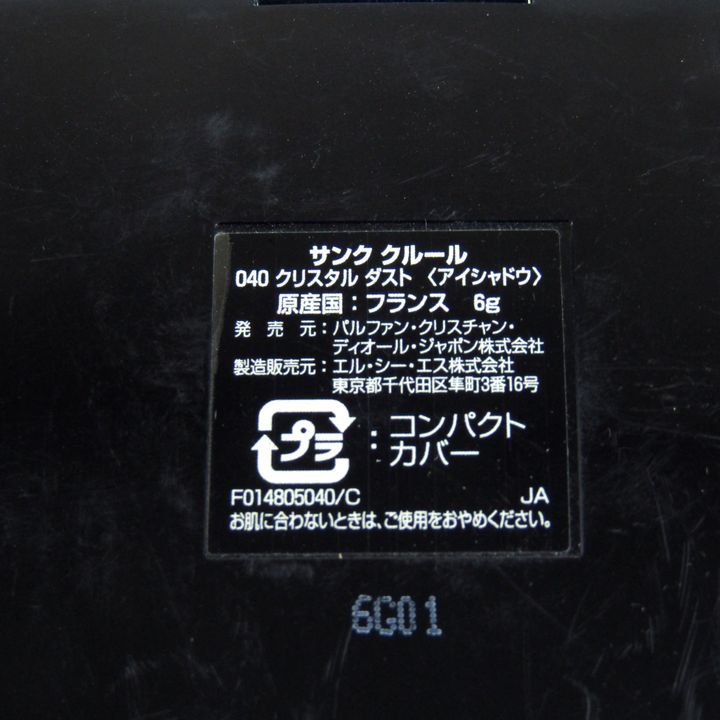 サンク クルール
040 クリスタル ダスト 〈アイシャドウ〉
原産国：フランス 6g
発 売 元：パルファン・クリスチャン・
ディオール・ジャポン株式会社
製造販売元：エル・シー・エス株式会社
東京都千代田区隼町3番16号
プラ：コンパクト
カバー
F014805040/C JA
お肌に合わないときは、ご使用をおやめください。
6G01